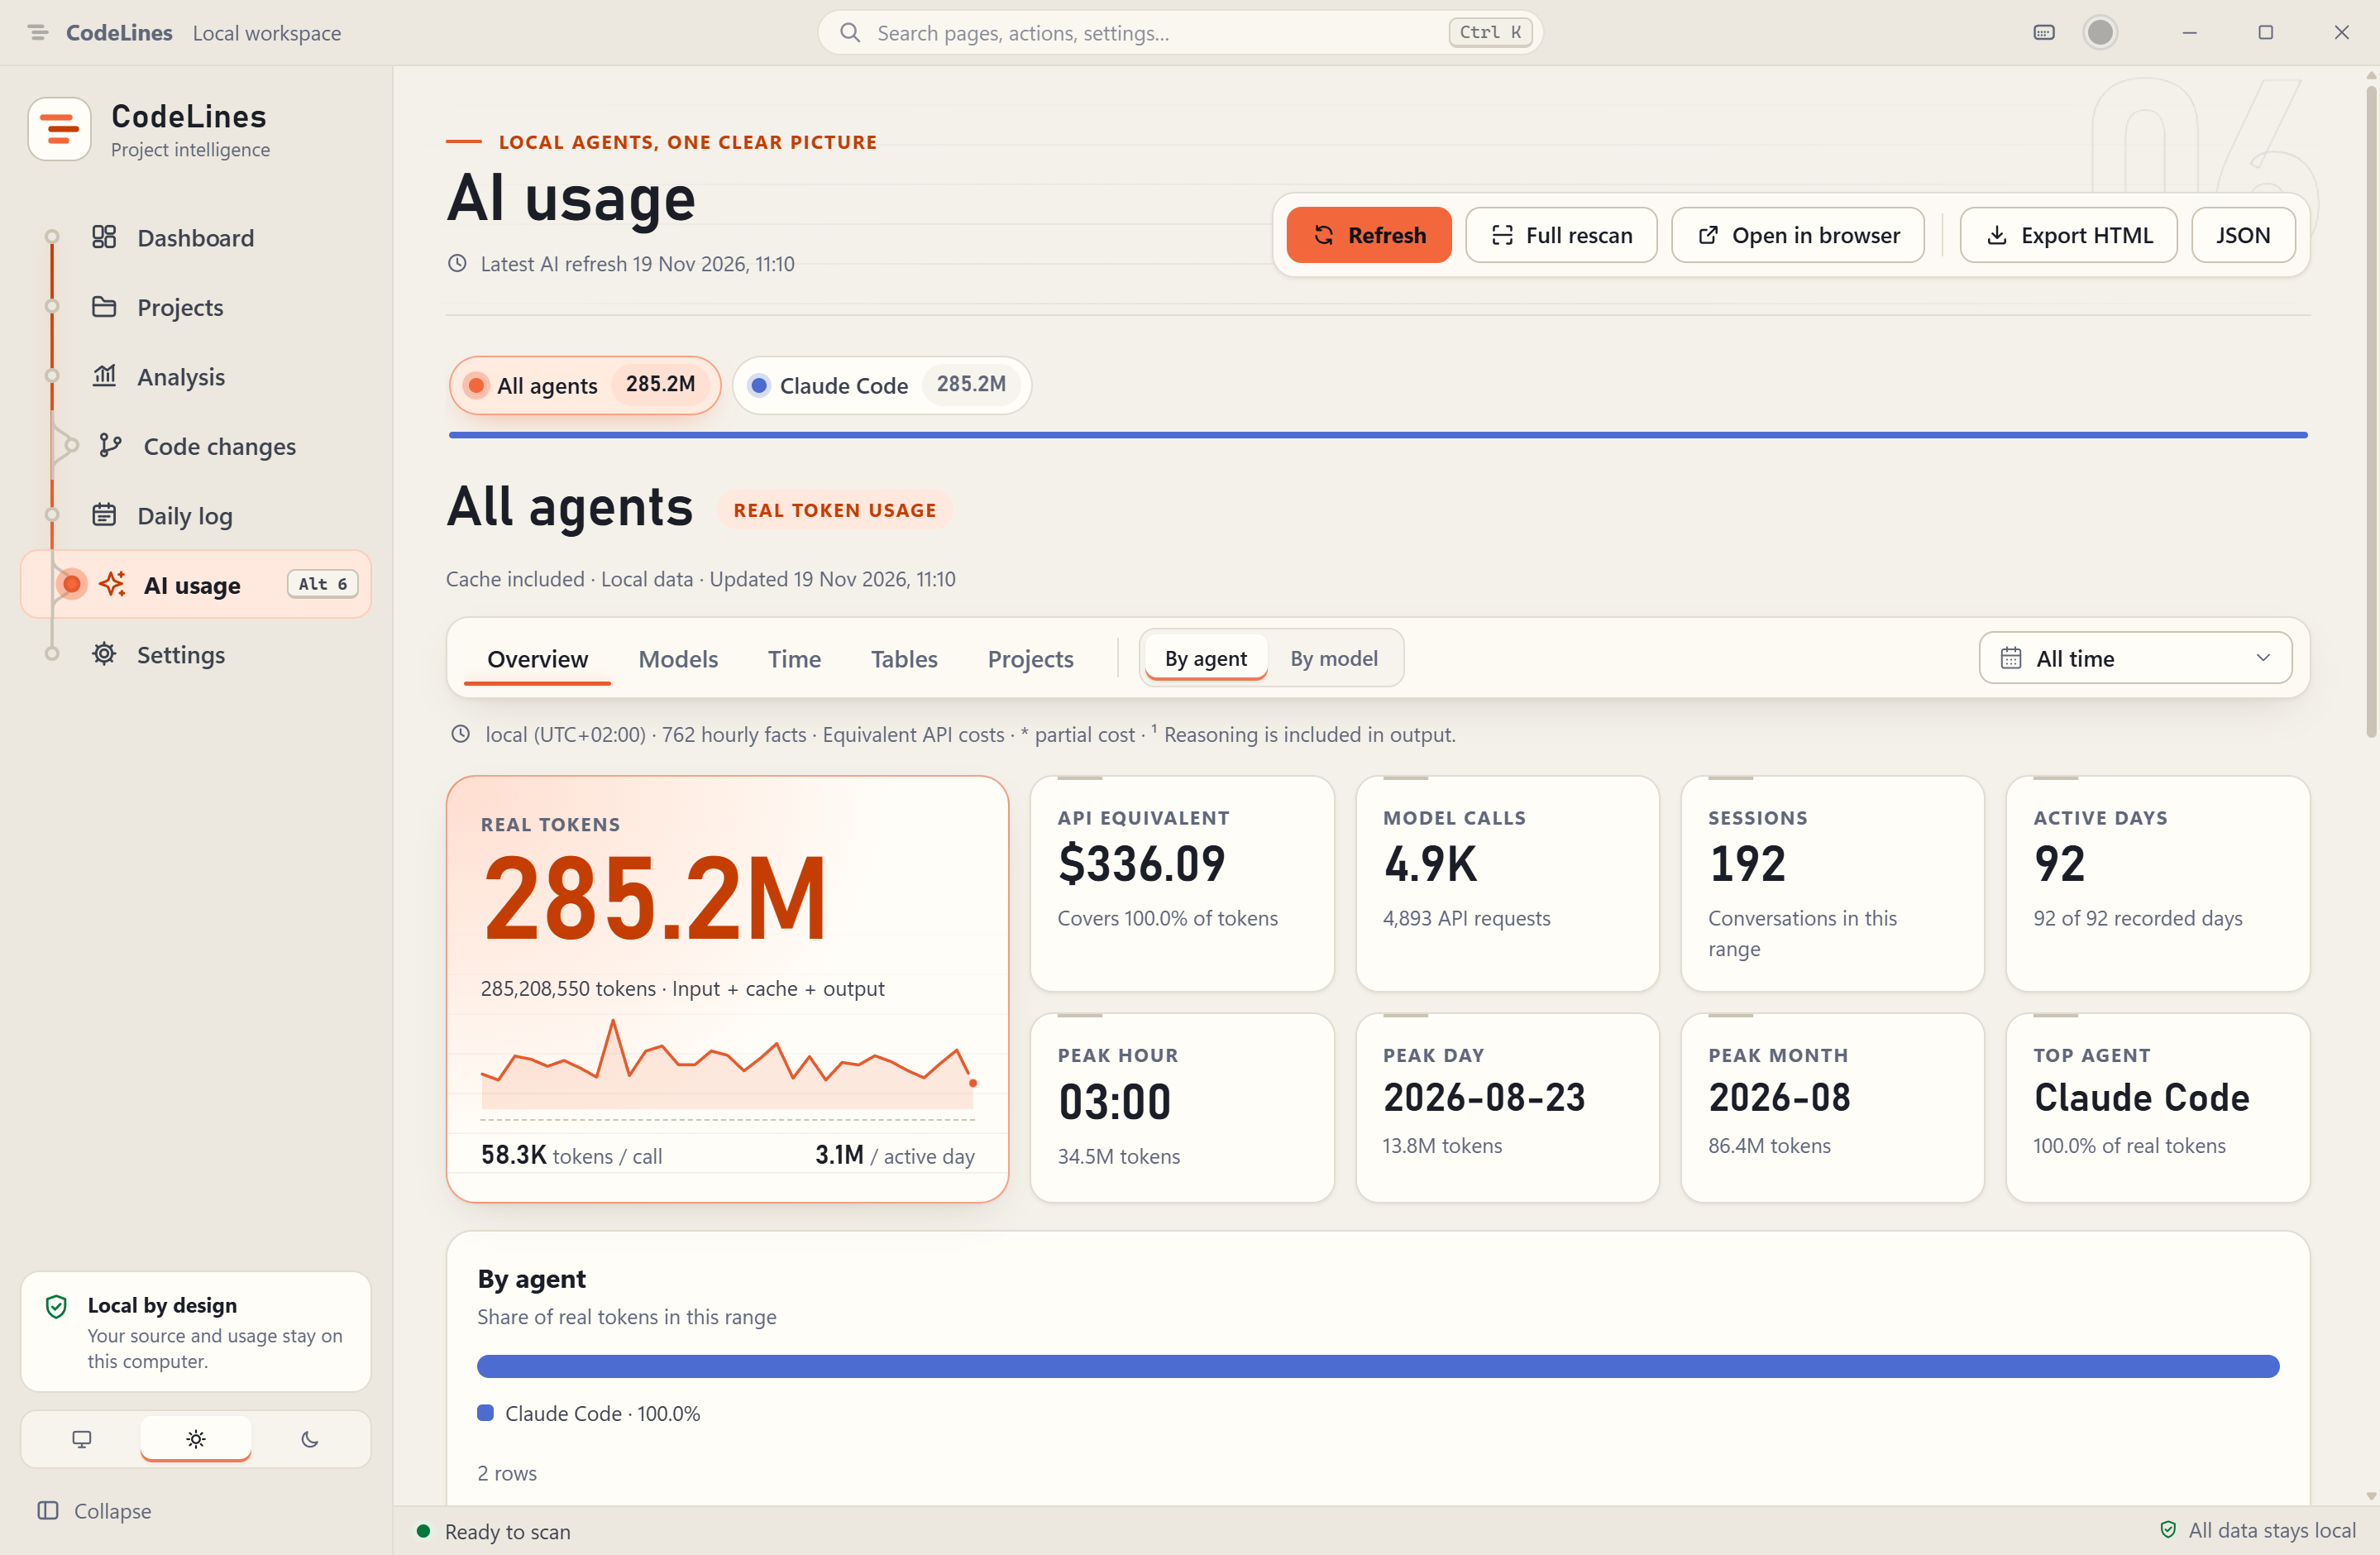 CodeLines Local workspace
Search pages, actions, settings... Ctrl K
CodeLines
Project intelligence
Dashboard
Projects
Analysis
Code changes
Daily log
AI usage Alt 6
Settings
Local by design
Your source and usage stay on
this computer.
Collapse
06
LOCAL AGENTS, ONE CLEAR PICTURE
AI usage
Latest AI refresh 19 Nov 2026, 11:10
Refresh Full rescan Open in browser Export HTML JSON
All agents 285.2M Claude Code 285.2M
All agents REAL TOKEN USAGE
Cache included · Local data · Updated 19 Nov 2026, 11:10
Overview Models Time Tables Projects By agent By model All time
local (UTC+02:00) · 762 hourly facts · Equivalent API costs · * partial cost · ¹ Reasoning is included in output.
REAL TOKENS
285.2M
285,208,550 tokens · Input + cache + output
58.3K tokens / call 3.1M / active day
API EQUIVALENT
$336.09
Covers 100.0% of tokens
MODEL CALLS
4.9K
4,893 API requests
SESSIONS
192
Conversations in this
range
ACTIVE DAYS
92
92 of 92 recorded days
PEAK HOUR
03:00
34.5M tokens
PEAK DAY
2026-08-23
13.8M tokens
PEAK MONTH
2026-08
86.4M tokens
TOP AGENT
Claude Code
100.0% of real tokens
By agent
Share of real tokens in this range
Claude Code · 100.0%
2 rows
Ready to scan
All data stays local